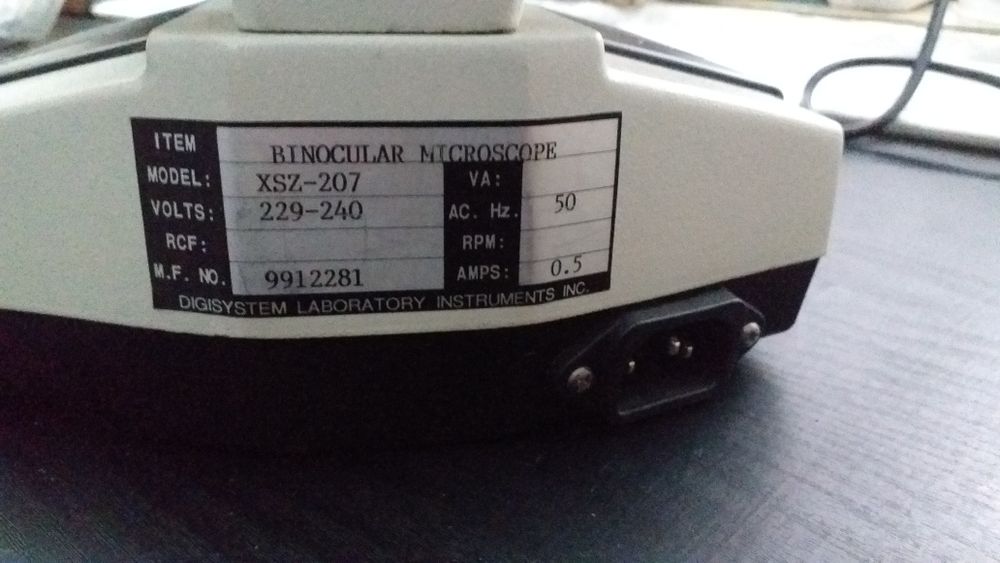 ITEM BINOCULAR MICROSCOPE
MODEL: XSZ-207 VA:
VOLTS: 229-240 AC. Hz. 50
RCF: RPM:
M.F. NO. 9912281 AMPS: 0.5
DIGISYSTEM LABORATORY INSTRUMENTS INC.